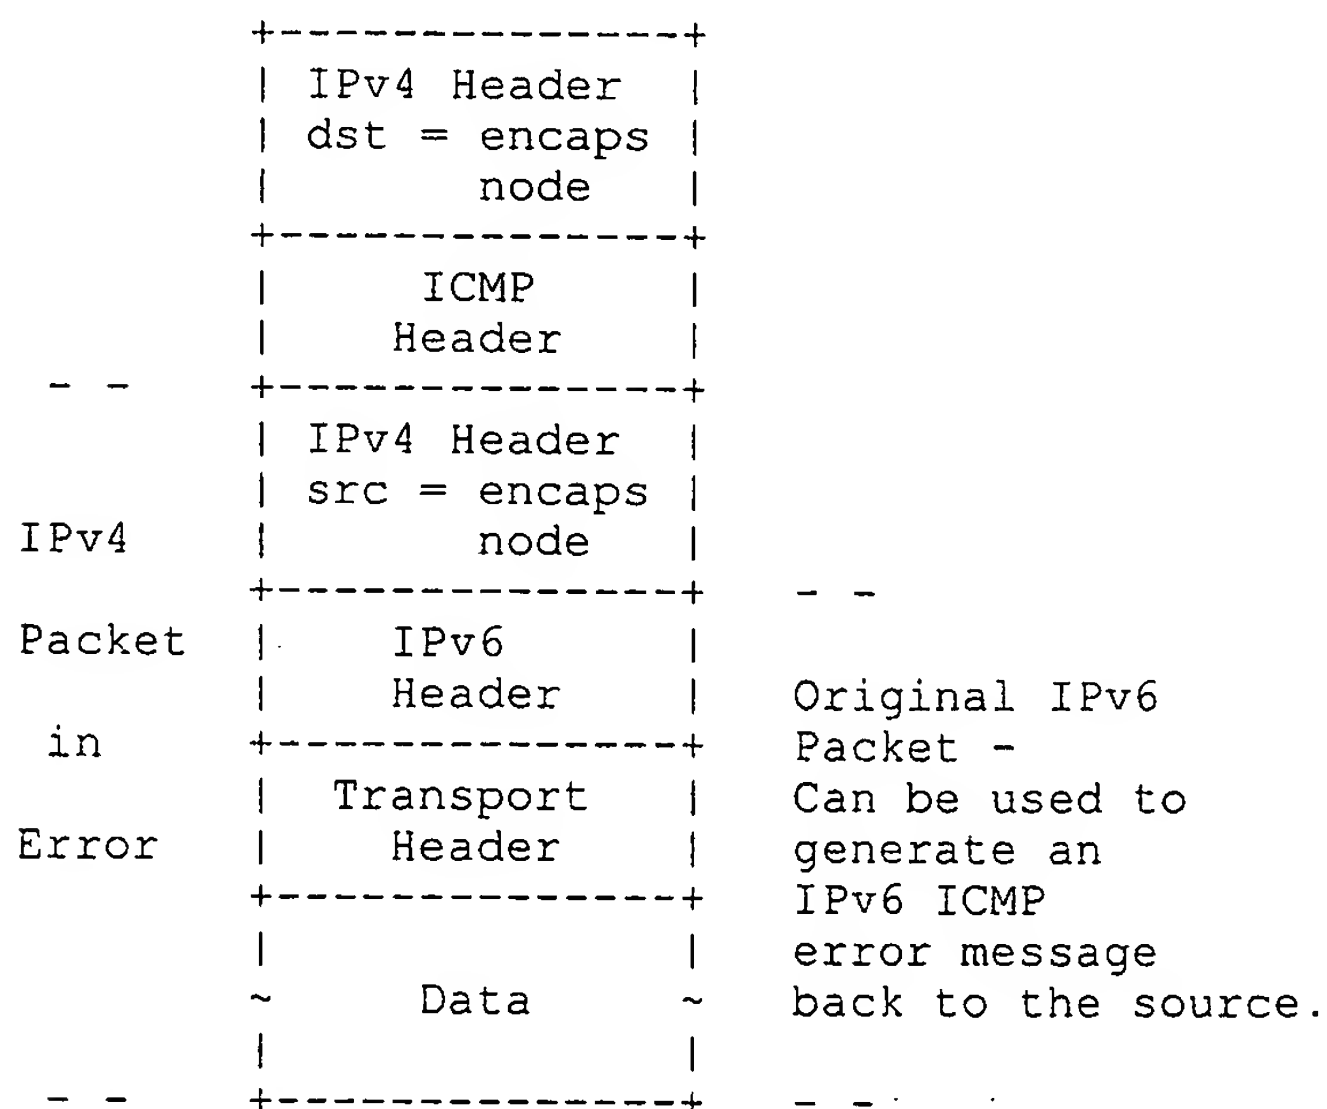 +--------------+
| IPv4 Header |
| dst = encaps |
| node |
+--------------+
| ICMP |
| Header |
- - +--------------+
| IPv4 Header |
| src = encaps |
IPv4 | node |
+--------------+ - -
Packet | IPv6 |
| Header | Original IPv6
in +--------------+ Packet -
| Transport | Can be used to
Error | Header | generate an
+--------------+ IPv6 ICMP
| | error message
~ Data ~ back to the source.
| |
- - +--------------+ - -